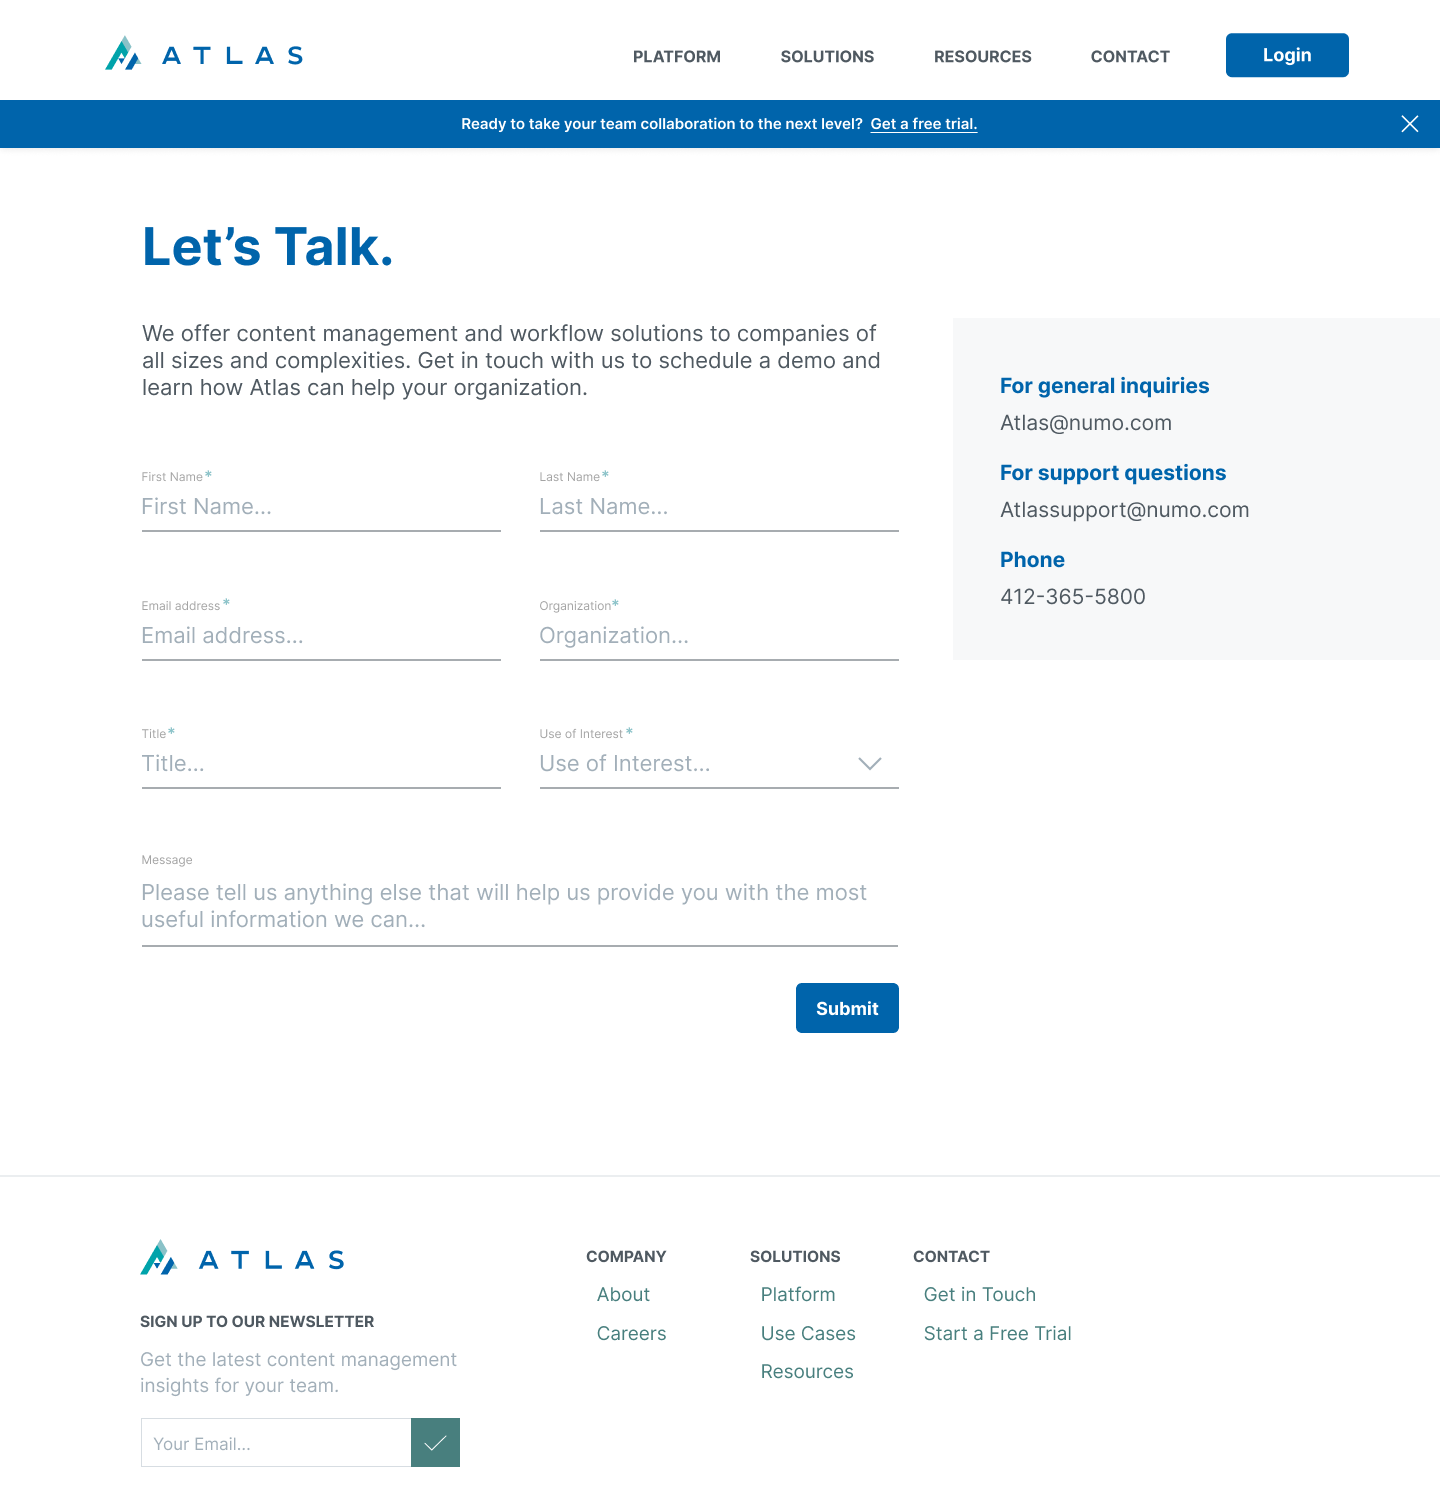 ATLAS
PLATFORM SOLUTIONS RESOURCES CONTACT Login
Ready to take your team collaboration to the next level? Get a free trial.
Let’s Talk.
We offer content management and workflow solutions to companies of
all sizes and complexities. Get in touch with us to schedule a demo and
learn how Atlas can help your organization.
For general inquiries
Atlas@numo.com
For support questions
Atlassupport@numo.com
Phone
412-365-5800
First Name*
First Name...
Last Name*
Last Name...
Email address*
Email address...
Organization*
Organization...
Title*
Title...
Use of Interest*
Use of Interest...
Message
Please tell us anything else that will help us provide you with the most
useful information we can...
Submit
ATLAS
SIGN UP TO OUR NEWSLETTER
Get the latest content management
insights for your team.
Your Email...
COMPANY
About
Careers
SOLUTIONS
Platform
Use Cases
Resources
CONTACT
Get in Touch
Start a Free Trial